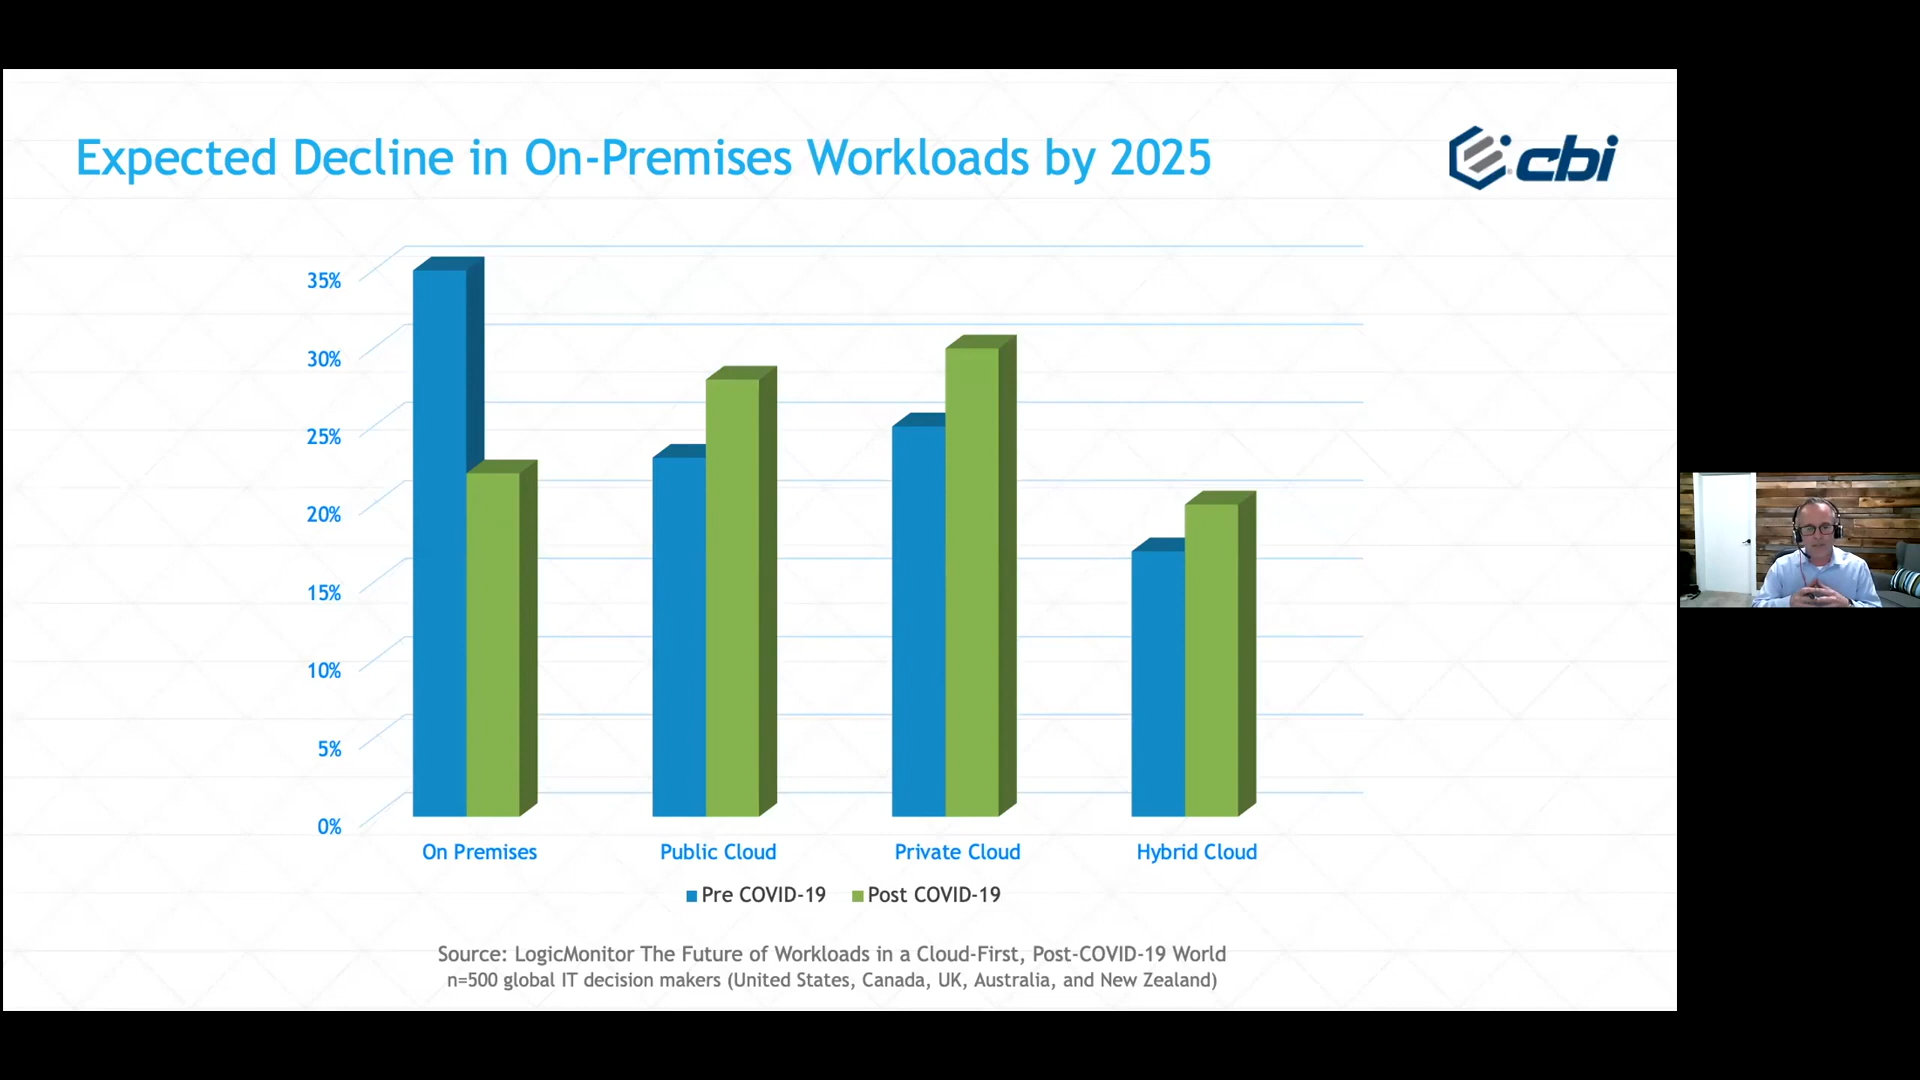 Expected Decline in On-Premises Workloads by 2025
cbi
35%
30%
25%
20%
15%
10%
5%
0%
On Premises
Public Cloud
Private Cloud
Hybrid Cloud
Pre COVID-19
Post COVID-19
Source: LogicMonitor The Future of Workloads in a Cloud-First, Post-COVID-19 World
n=500 global IT decision makers (United States, Canada, UK, Australia, and New Zealand)